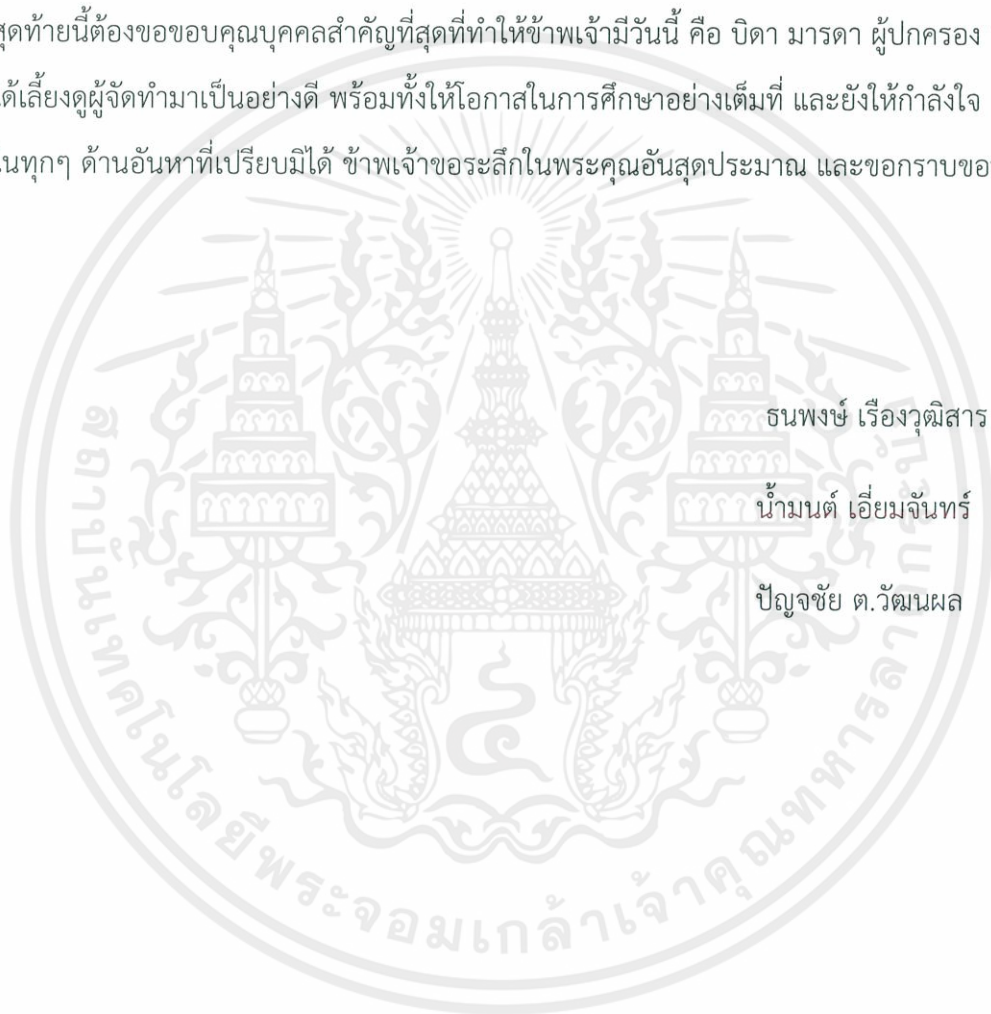 สุดท้ายนี้ต้องขอขอบคุณบุคคลสำคัญที่สุดที่ทำให้ข้าพเจ้ามีวันนี้ คือ บิดา มารดา ผู้ปกครอง
ได้เลี้ยงดูผู้จัดทำมาเป็นอย่างดี พร้อมทั้งให้โอกาสในการศึกษาอย่างเต็มที่ และยังให้กำลังใจ
ในทุกๆ ด้านอันหาที่เปรียบมิได้ ข้าพเจ้าขอระลึกในพระคุณอันสุดประมาณ และขอกราบขอ
ธนพงษ์ เรืองวุฒิสาร
น้ำมนต์ เอี่ยมจันทร์
ปัญจชัย ต.วัฒนผล
๔
สถาบันเทคโนโลยีพระจอมเกล้าเจ้าคุณทหารลาดกระบัง